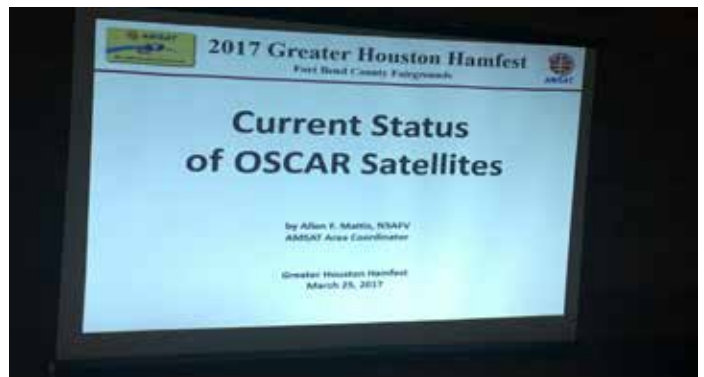 AMSAT
2017 Greater Houston Hamfest
Fort Bend County Fairgrounds
AMSAT
Current Status
of OSCAR Satellites
by Allen F. Mattis, N5AFV
AMSAT Area Coordinator
Greater Houston Hamfest
March 25, 2017